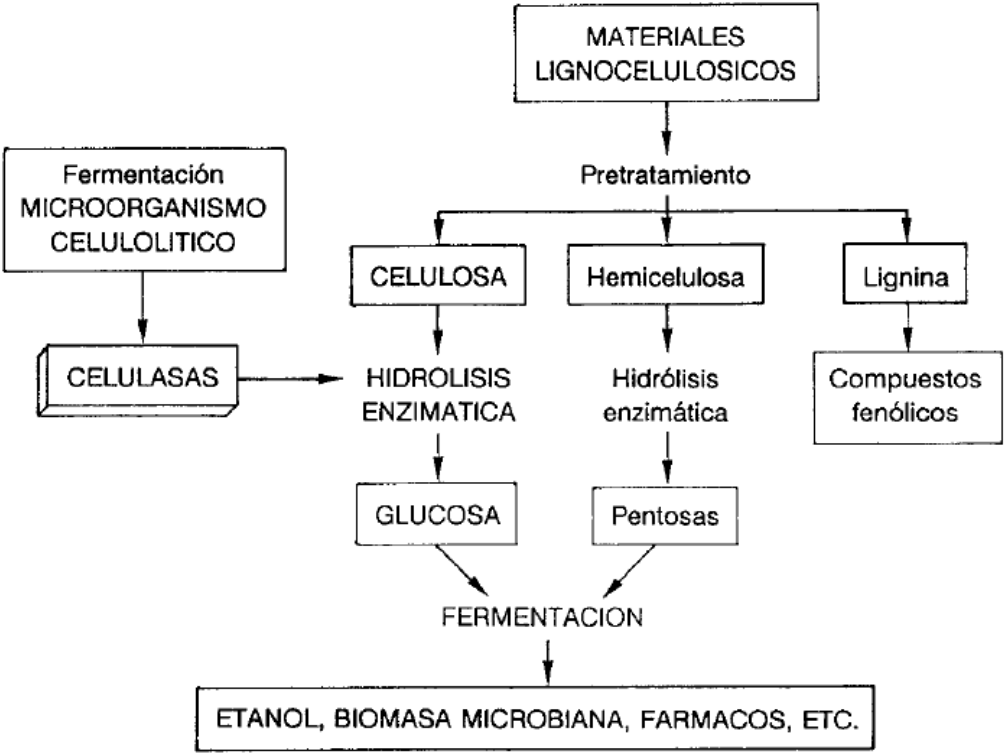 MATERIALES
LIGNOCELULOSICOS
Pretratamiento
Fermentación
MICROORGANISMO
CELULOLITICO
CELULOSA
Hemicelulosa
Lignina
CELULASAS
HIDROLISIS
ENZIMATICA
Hidrólisis
enzimática
Compuestos
fenólicos
GLUCOSA
Pentosas
FERMENTACION
ETANOL, BIOMASA MICROBIANA, FARMACOS, ETC.